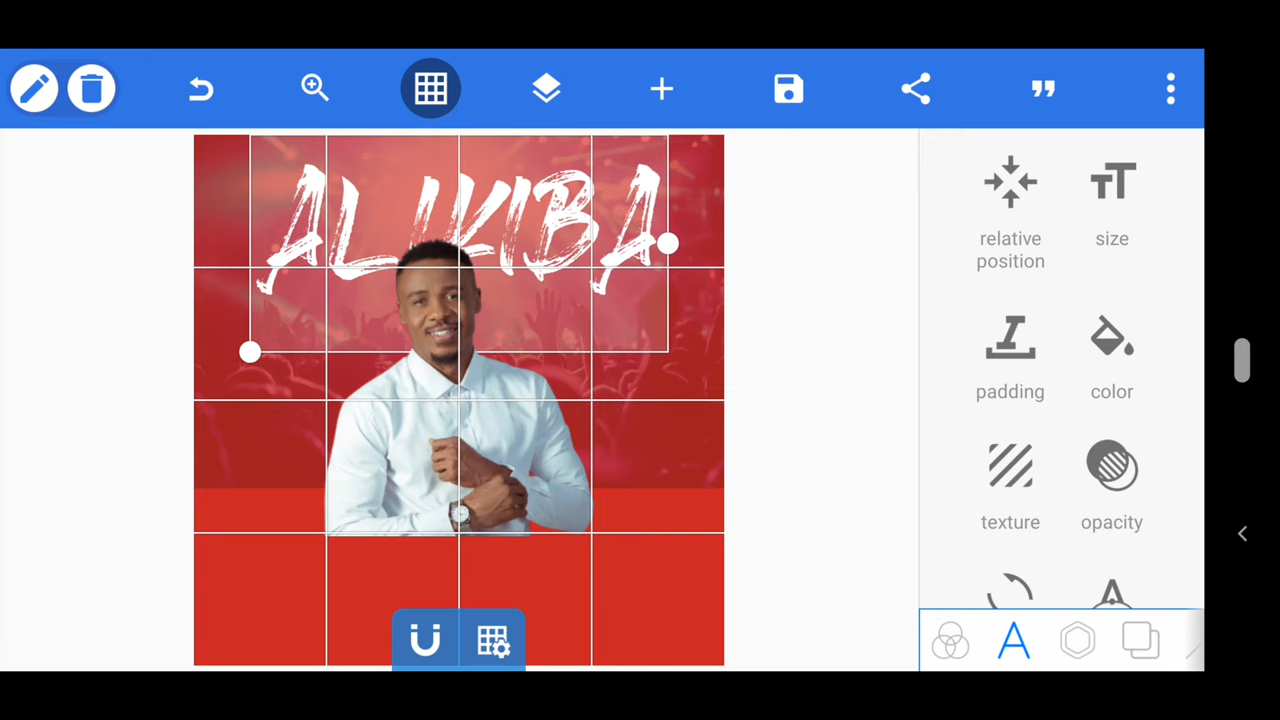 ALIKIBA
relative
position
size
padding
color
texture
opacity